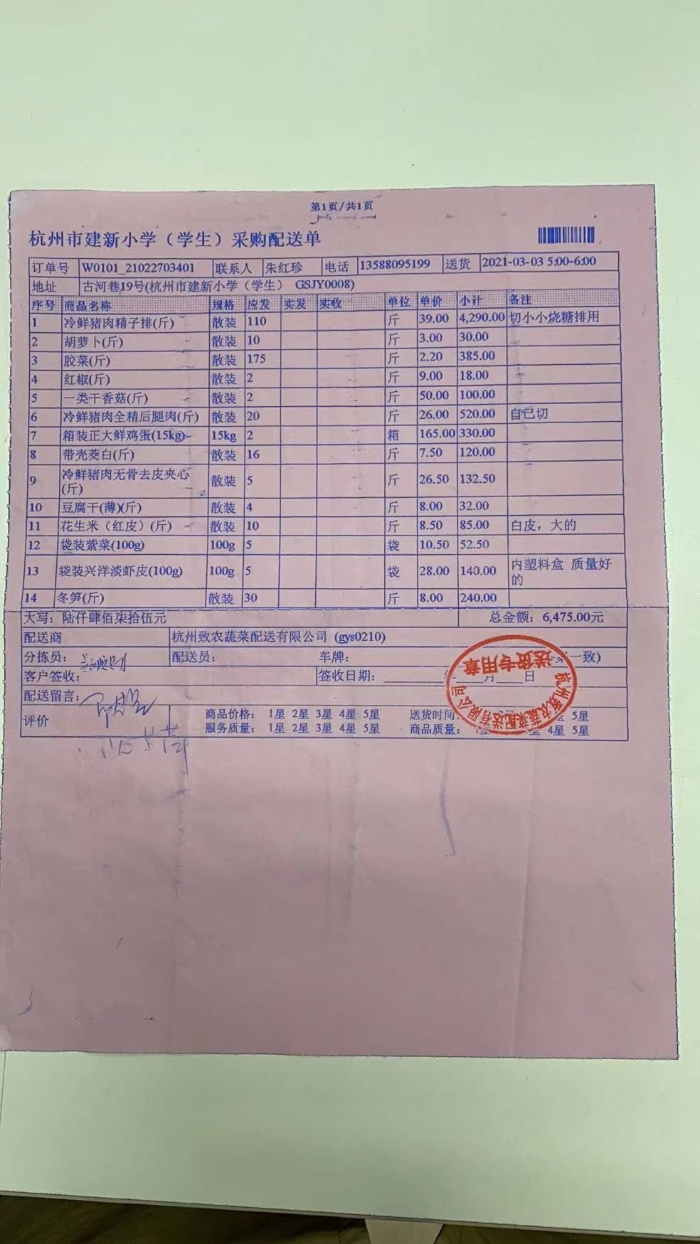 第1页/共1页
杭州市建新小学（学生）采购配送单
订单号 W0101_21022703401 联系人 朱红珍 电话 13588095199 送货 2021-03-03 5:00-6:00
地址 古河巷19号(杭州市建新小学（学生） GSJY0008)
序号 商品名称 规格 应发 实发 实收 单位 单价 小计 备注
1 冷鲜猪肉精子排(斤) 散装 110 斤 39.00 4,290.00 切小小烧糖排用
2 胡萝卜(斤) 散装 10 斤 3.00 30.00
3 胶菜(斤) 散装 175 斤 2.20 385.00
4 红椒(斤) 散装 2 斤 9.00 18.00
5 一类干香菇(斤) 散装 2 斤 50.00 100.00
6 冷鲜猪肉全精后腿肉(斤) 散装 20 斤 26.00 520.00 自已切
7 箱装正大鲜鸡蛋(15kg) 15kg 2 箱 165.00 330.00
8 带壳茭白(斤) 散装 16 斤 7.50 120.00
9 冷鲜猪肉无骨去皮夹心(斤) 散装 5 斤 26.50 132.50
10 豆腐干(薄)(斤) 散装 4 斤 8.00 32.00
11 花生米（红皮）(斤) 散装 10 斤 8.50 85.00 白皮，大的
12 袋装紫菜(100g) 100g 5 袋 10.50 52.50
13 袋装兴洋淡虾皮(100g) 100g 5 袋 28.00 140.00 内塑料盒 质量好的
14 冬笋(斤) 散装 30 斤 8.00 240.00
大写：陆仟肆佰柒拾伍元 总金额：6,475.00元
配送商 杭州致农蔬菜配送有限公司 (gys0210)
分拣员： 配送员： 车牌： 一致)
客户签收： 签收日期： 月 日
配送留言：
评价 商品价格： 1星 2星 3星 4星 5星 送货时间 5星
服务质量： 1星 2星 3星 4星 5星 商品质量： 4星 5星
杭州致农蔬菜配送有限公司
送货专用章